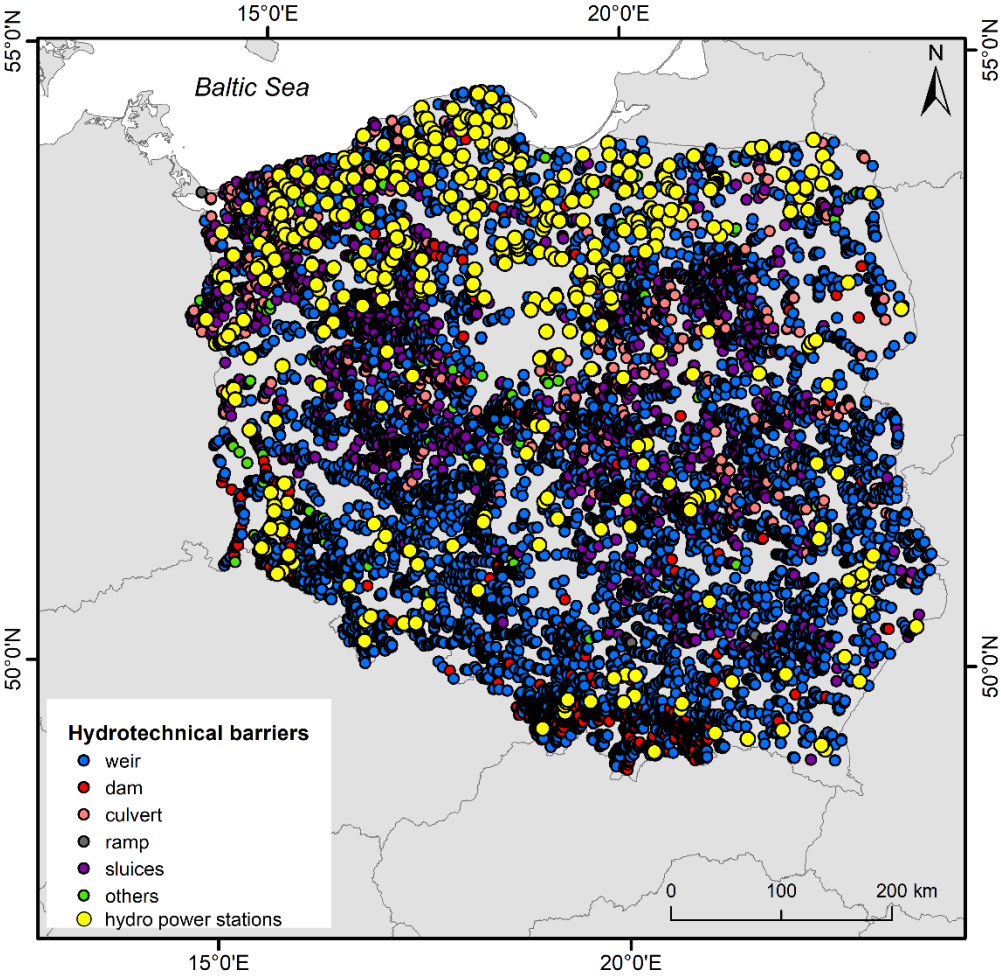 15°0'E 20°0'E
55°0'N 55°0'N
N
Baltic Sea
50°0'N 50°0'N
Hydrotechnical barriers
weir
dam
culvert
ramp
sluices
others
hydro power stations
0 100 200 km
15°0'E 20°0'E